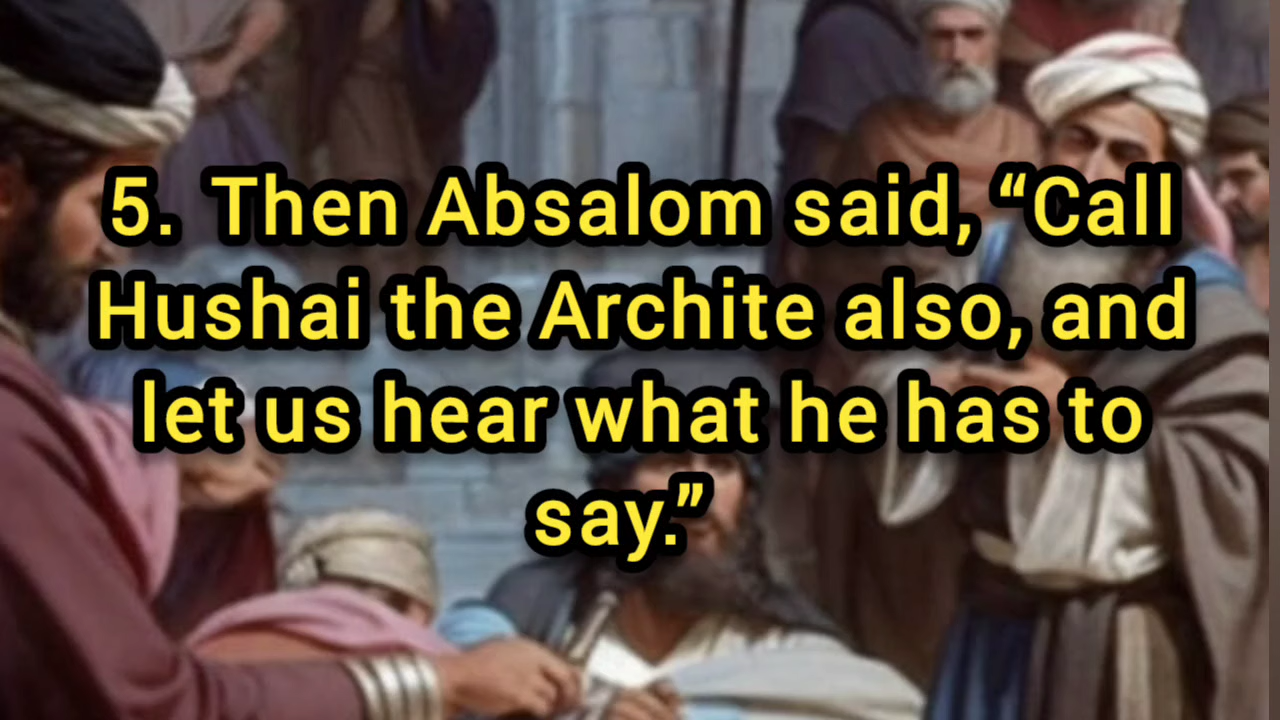 5. Then Absalom said, “Call
Hushai the Archite also, and
let us hear what he has to
say.”